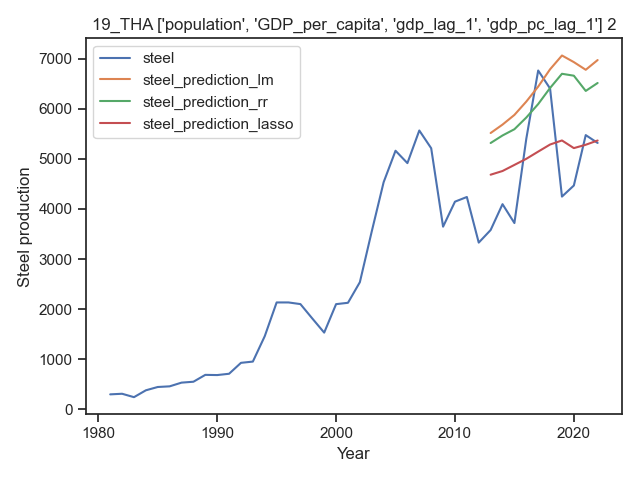 19_THA ['population', 'GDP_per_capita', 'gdp_lag_1', 'gdp_pc_lag_1'] 2
steel
steel_prediction_lm
steel_prediction_rr
steel_prediction_lasso
7000
6000
5000
4000
3000
2000
1000
0
Steel production
1980 1990 2000 2010 2020
Year